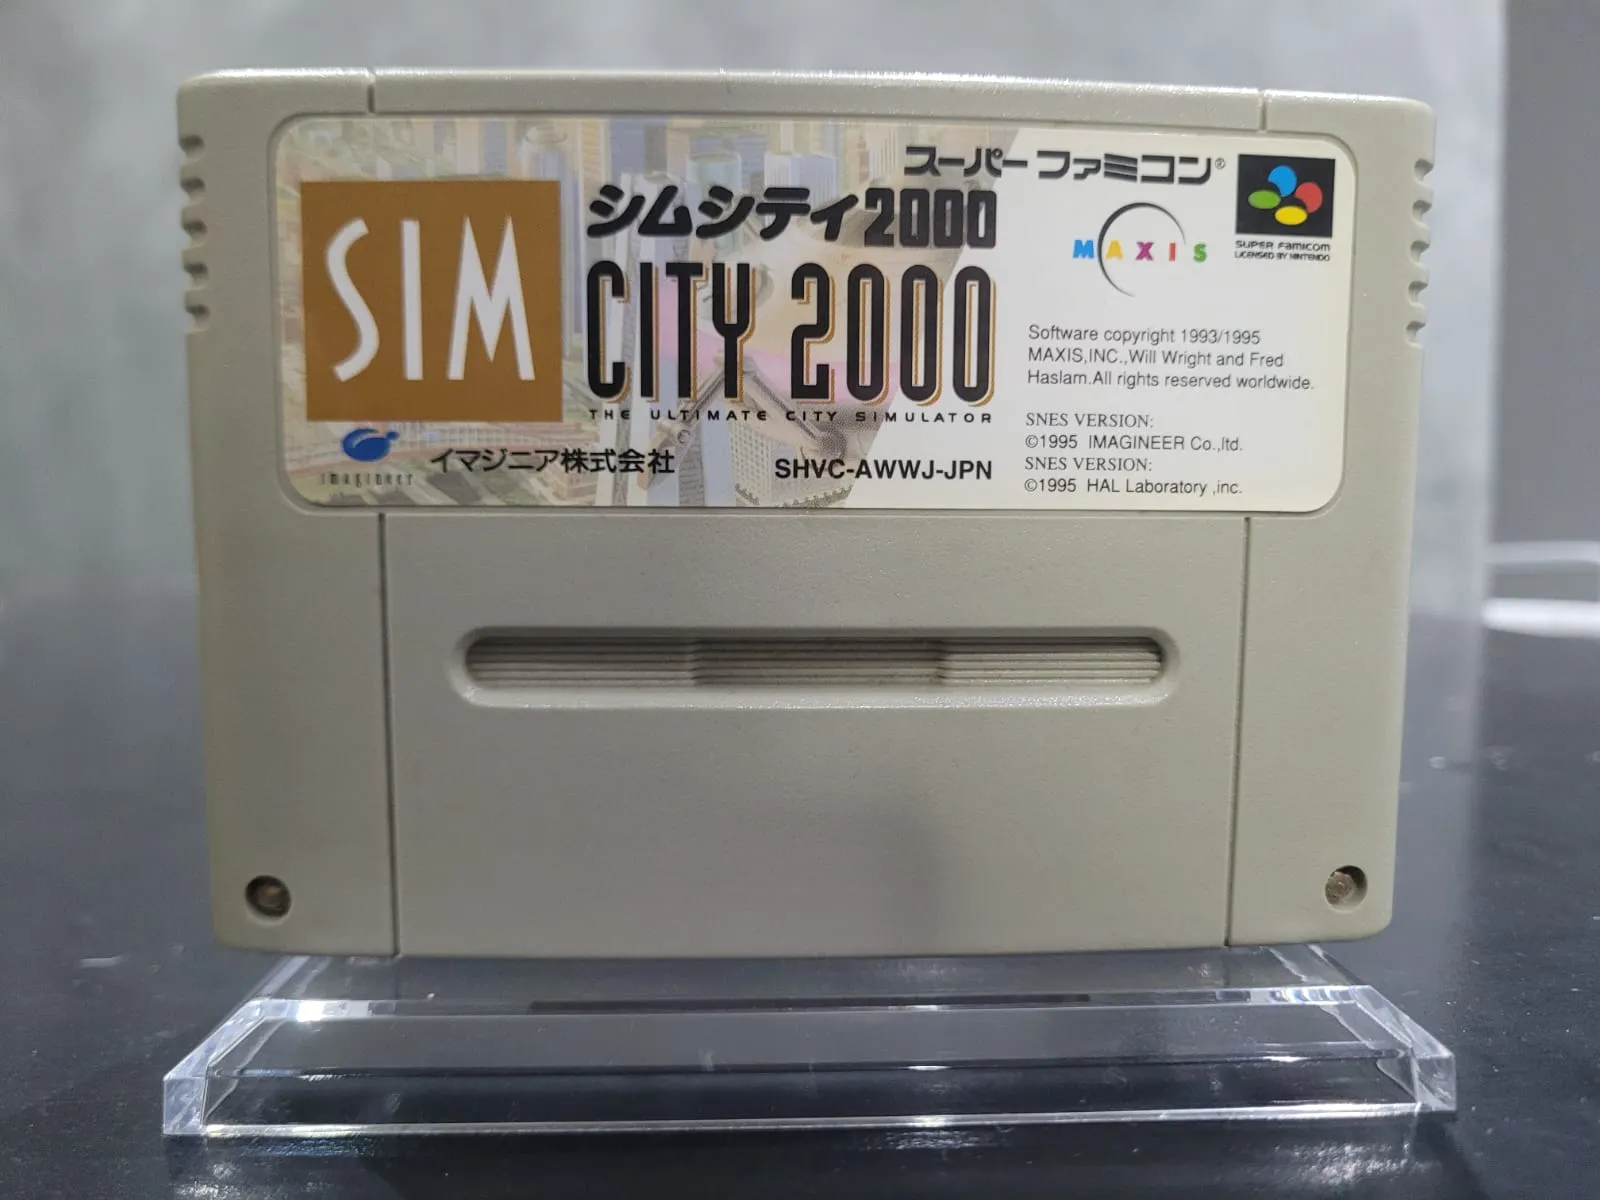 スーパーファミコン®
シムシティ2000
SIM
CITY 2000
THE ULTIMATE CITY SIMULATOR
imagineer
イマジニア株式会社
SHVC-AWWJ-JPN
MAXIS
SUPER FAMICOM
LICENSED BY NINTENDO
Software copyright 1993/1995
MAXIS,INC.,Will Wright and Fred
Haslam.All rights reserved worldwide.
SNES VERSION:
©1995 IMAGINEER Co.,ltd.
SNES VERSION:
©1995 HAL Laboratory ,inc.